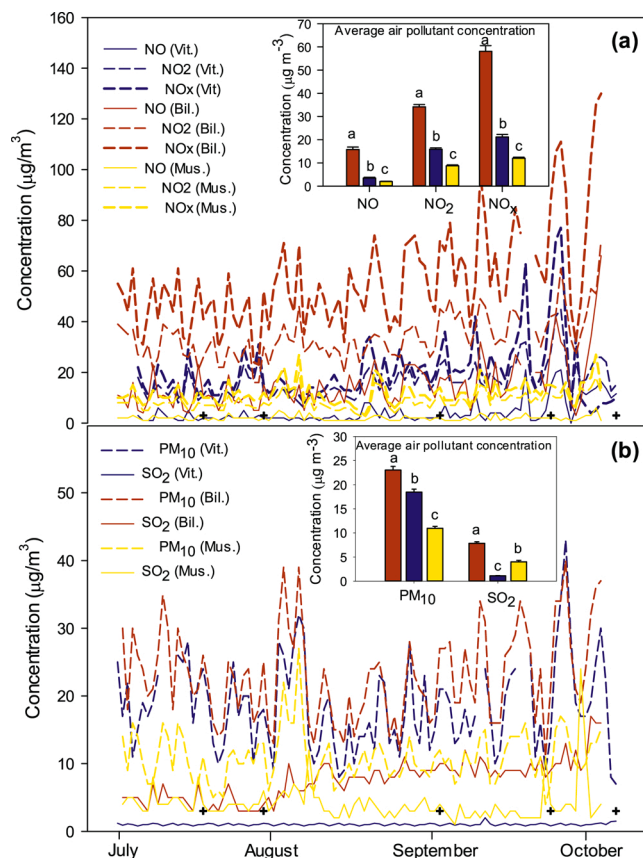 (a)
160
140
120
100
80
60
40
20
0
Concentration (µg/m³)
NO (Vit.)
NO2 (Vit.)
NOx (Vit)
NO (Bil.)
NO2 (Bil.)
NOx (Bil.)
NO (Mus.)
NO2 (Mus.)
NOx (Mus.)
Average air pollutant concentration
70
60
50
40
30
20
10
0
Concentration (µg m-3)
a b c
a b c
a b c
NO NO2 NOx
(b)
50
40
30
20
10
0
Concentration (µg/m³)
PM10 (Vit.)
SO2 (Vit.)
PM10 (Bil.)
SO2 (Bil.)
PM10 (Mus.)
SO2 (Mus.)
Average air pollutant concentration
30
25
20
15
10
5
0
Concentration (µg m-3)
a b c
a c b
PM10 SO2
July August September October